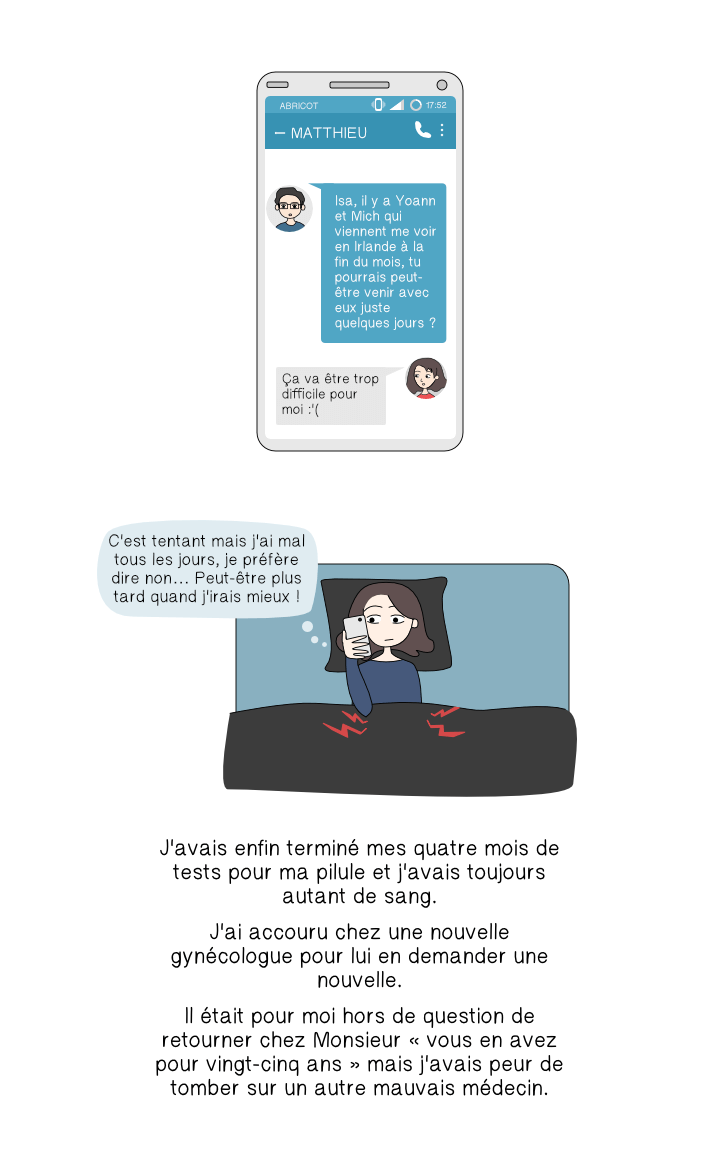 ABRICOT 17:52
– MATTHIEU
Isa, il y a Yoann
et Mich qui
viennent me voir
en Irlande à la
fin du mois, tu
pourrais peut-
être venir avec
eux juste
quelques jours ?
Ça va être trop
difficile pour
moi :'(
C'est tentant mais j'ai mal
tous les jours, je préfère
dire non... Peut-être plus
tard quand j'irais mieux !
J'avais enfin terminé mes quatre mois de
tests pour ma pilule et j'avais toujours
autant de sang.
J'ai accouru chez une nouvelle
gynécologue pour lui en demander une
nouvelle.
Il était pour moi hors de question de
retourner chez Monsieur « vous en avez
pour vingt-cinq ans » mais j'avais peur de
tomber sur un autre mauvais médecin.